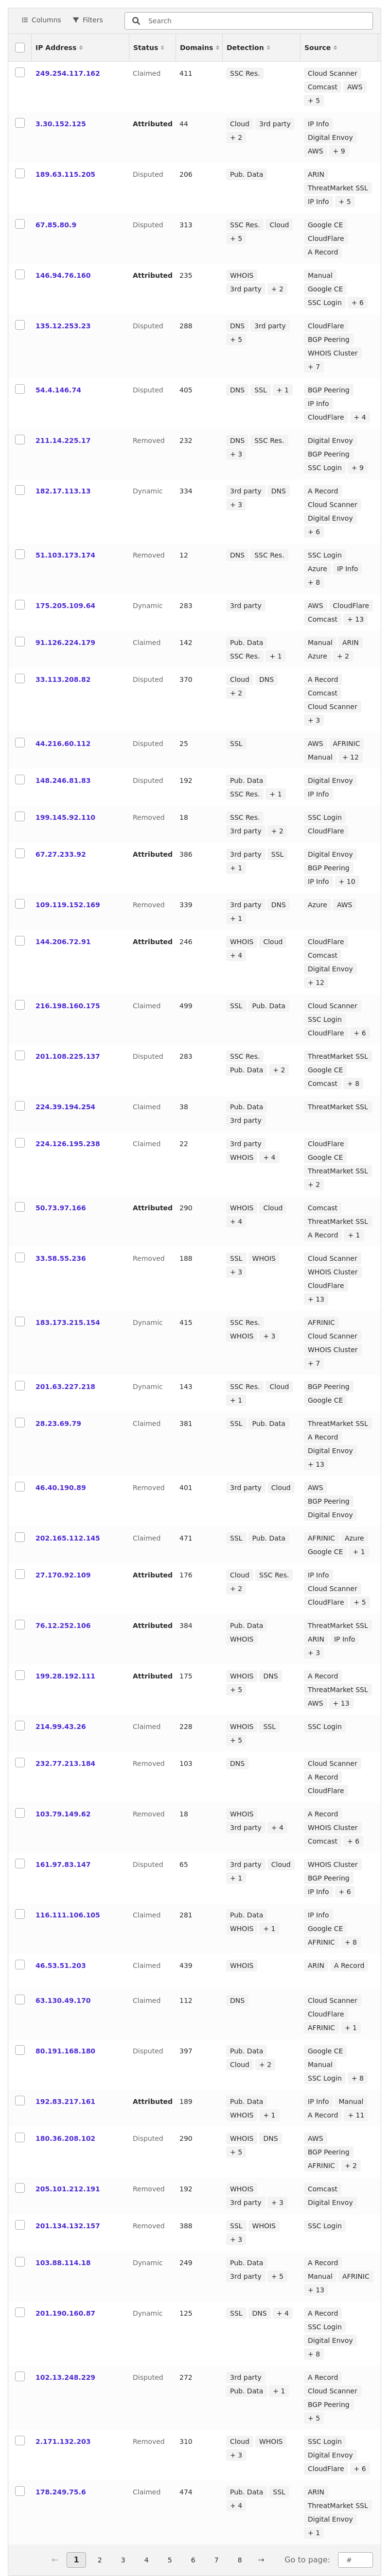 Columns Filters Search
IP Address Status Domains Detection Source
249.254.117.162 Claimed 411 SSC Res. Cloud Scanner
Comcast AWS
+ 5
3.30.152.125 Attributed 44 Cloud 3rd party IP Info
+ 2 Digital Envoy
AWS + 9
189.63.115.205 Disputed 206 Pub. Data ARIN
ThreatMarket SSL
IP Info + 5
67.85.80.9 Disputed 313 SSC Res. Cloud Google CE
+ 5 CloudFlare
A Record
146.94.76.160 Attributed 235 WHOIS Manual
3rd party + 2 Google CE
SSC Login + 6
135.12.253.23 Disputed 288 DNS 3rd party CloudFlare
+ 5 BGP Peering
WHOIS Cluster
+ 7
54.4.146.74 Disputed 405 DNS SSL + 1 BGP Peering
IP Info
CloudFlare + 4
211.14.225.17 Removed 232 DNS SSC Res. Digital Envoy
+ 3 BGP Peering
SSC Login + 9
182.17.113.13 Dynamic 334 3rd party DNS A Record
+ 3 Cloud Scanner
Digital Envoy
+ 6
51.103.173.174 Removed 12 DNS SSC Res. SSC Login
Azure IP Info
+ 8
175.205.109.64 Dynamic 283 3rd party AWS CloudFlare
Comcast + 13
91.126.224.179 Claimed 142 Pub. Data Manual ARIN
SSC Res. + 1 Azure + 2
33.113.208.82 Disputed 370 Cloud DNS A Record
+ 2 Comcast
Cloud Scanner
+ 3
44.216.60.112 Disputed 25 SSL AWS AFRINIC
Manual + 12
148.246.81.83 Disputed 192 Pub. Data Digital Envoy
SSC Res. + 1 IP Info
199.145.92.110 Removed 18 SSC Res. SSC Login
3rd party + 2 CloudFlare
67.27.233.92 Attributed 386 3rd party SSL Digital Envoy
+ 1 BGP Peering
IP Info + 10
109.119.152.169 Removed 339 3rd party DNS Azure AWS
+ 1
144.206.72.91 Attributed 246 WHOIS Cloud CloudFlare
+ 4 Comcast
Digital Envoy
+ 12
216.198.160.175 Claimed 499 SSL Pub. Data Cloud Scanner
SSC Login
CloudFlare + 6
201.108.225.137 Disputed 283 SSC Res. ThreatMarket SSL
Pub. Data + 2 Google CE
Comcast + 8
224.39.194.254 Claimed 38 Pub. Data ThreatMarket SSL
3rd party
224.126.195.238 Claimed 22 3rd party CloudFlare
WHOIS + 4 Google CE
ThreatMarket SSL
+ 2
50.73.97.166 Attributed 290 WHOIS Cloud Comcast
+ 4 ThreatMarket SSL
A Record + 1
33.58.55.236 Removed 188 SSL WHOIS Cloud Scanner
+ 3 WHOIS Cluster
CloudFlare
+ 13
183.173.215.154 Dynamic 415 SSC Res. AFRINIC
WHOIS + 3 Cloud Scanner
WHOIS Cluster
+ 7
201.63.227.218 Dynamic 143 SSC Res. Cloud BGP Peering
+ 1 Google CE
28.23.69.79 Claimed 381 SSL Pub. Data ThreatMarket SSL
A Record
Digital Envoy
+ 13
46.40.190.89 Removed 401 3rd party Cloud AWS
BGP Peering
Digital Envoy
202.165.112.145 Claimed 471 SSL Pub. Data AFRINIC Azure
Google CE + 1
27.170.92.109 Attributed 176 Cloud SSC Res. IP Info
+ 2 Cloud Scanner
CloudFlare + 5
76.12.252.106 Attributed 384 Pub. Data ThreatMarket SSL
WHOIS ARIN IP Info
+ 3
199.28.192.111 Attributed 175 WHOIS DNS A Record
+ 5 ThreatMarket SSL
AWS + 13
214.99.43.26 Claimed 228 WHOIS SSL SSC Login
+ 5
232.77.213.184 Removed 103 DNS Cloud Scanner
A Record
CloudFlare
103.79.149.62 Removed 18 WHOIS A Record
3rd party + 4 WHOIS Cluster
Comcast + 6
161.97.83.147 Disputed 65 3rd party Cloud WHOIS Cluster
+ 1 BGP Peering
IP Info + 6
116.111.106.105 Claimed 281 Pub. Data IP Info
WHOIS + 1 Google CE
AFRINIC + 8
46.53.51.203 Claimed 439 WHOIS ARIN A Record
63.130.49.170 Claimed 112 DNS Cloud Scanner
CloudFlare
AFRINIC + 1
80.191.168.180 Disputed 397 Pub. Data Google CE
Cloud + 2 Manual
SSC Login + 8
192.83.217.161 Attributed 189 Pub. Data IP Info Manual
WHOIS + 1 A Record + 11
180.36.208.102 Disputed 290 WHOIS DNS AWS
+ 5 BGP Peering
AFRINIC + 2
205.101.212.191 Removed 192 WHOIS Comcast
3rd party + 3 Digital Envoy
201.134.132.157 Removed 388 SSL WHOIS SSC Login
+ 3
103.88.114.18 Dynamic 249 Pub. Data A Record
3rd party + 5 Manual AFRINIC
+ 13
201.190.160.87 Dynamic 125 SSL DNS + 4 A Record
SSC Login
Digital Envoy
+ 8
102.13.248.229 Disputed 272 3rd party A Record
Pub. Data + 1 Cloud Scanner
BGP Peering
+ 5
2.171.132.203 Removed 310 Cloud WHOIS SSC Login
+ 3 Digital Envoy
CloudFlare + 6
178.249.75.6 Claimed 474 Pub. Data SSL ARIN
+ 4 ThreatMarket SSL
Digital Envoy
+ 1
← 1 2 3 4 5 6 7 8 → Go to page: #